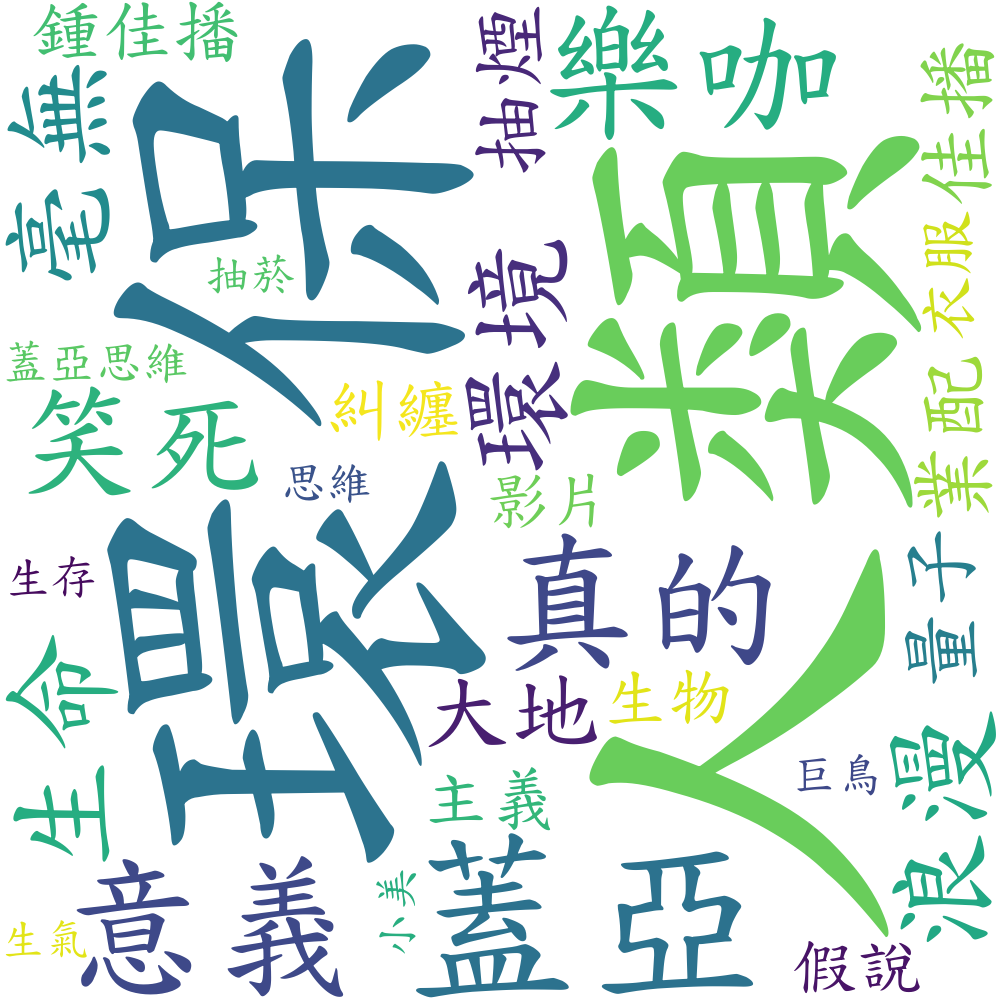 鍾佳播
抽煙
樂咖
佳播
毫無
環保
人類
抽菸
環境
衣服
蓋亞思維
糾纏
業配
笑死
思維
影片
真的
量子
生存
生命
大地
生物
浪漫
主義
巨鳥
意義
小美
蓋亞
生氣
假說